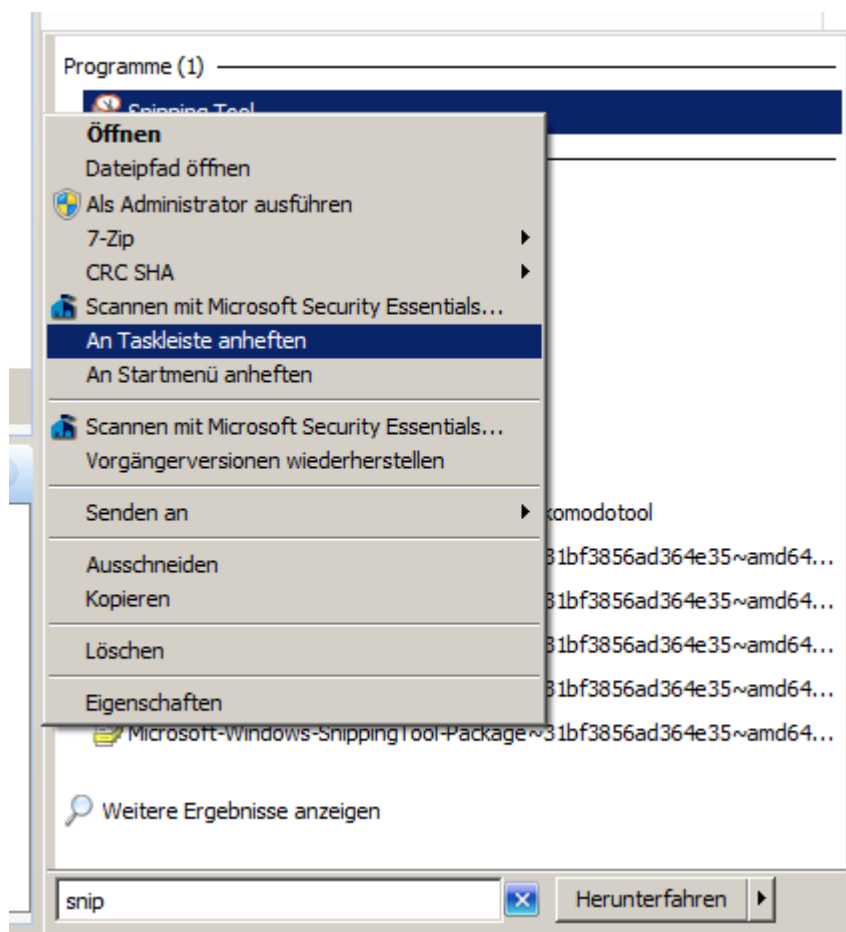 Programme (1)
Snipping Tool
Öffnen
Dateipfad öffnen
Als Administrator ausführen
7-Zip
CRC SHA
Scannen mit Microsoft Security Essentials...
An Taskleiste anheften
An Startmenü anheften
Scannen mit Microsoft Security Essentials...
Vorgängerversionen wiederherstellen
Senden an
komodotool
Ausschneiden
31bf3856ad364e35~amd64...
Kopieren
31bf3856ad364e35~amd64...
Löschen
31bf3856ad364e35~amd64...
Eigenschaften
31bf3856ad364e35~amd64...
Microsoft-Windows-SnippingTool-Package~31bf3856ad364e35~amd64...
Weitere Ergebnisse anzeigen
snip
Herunterfahren